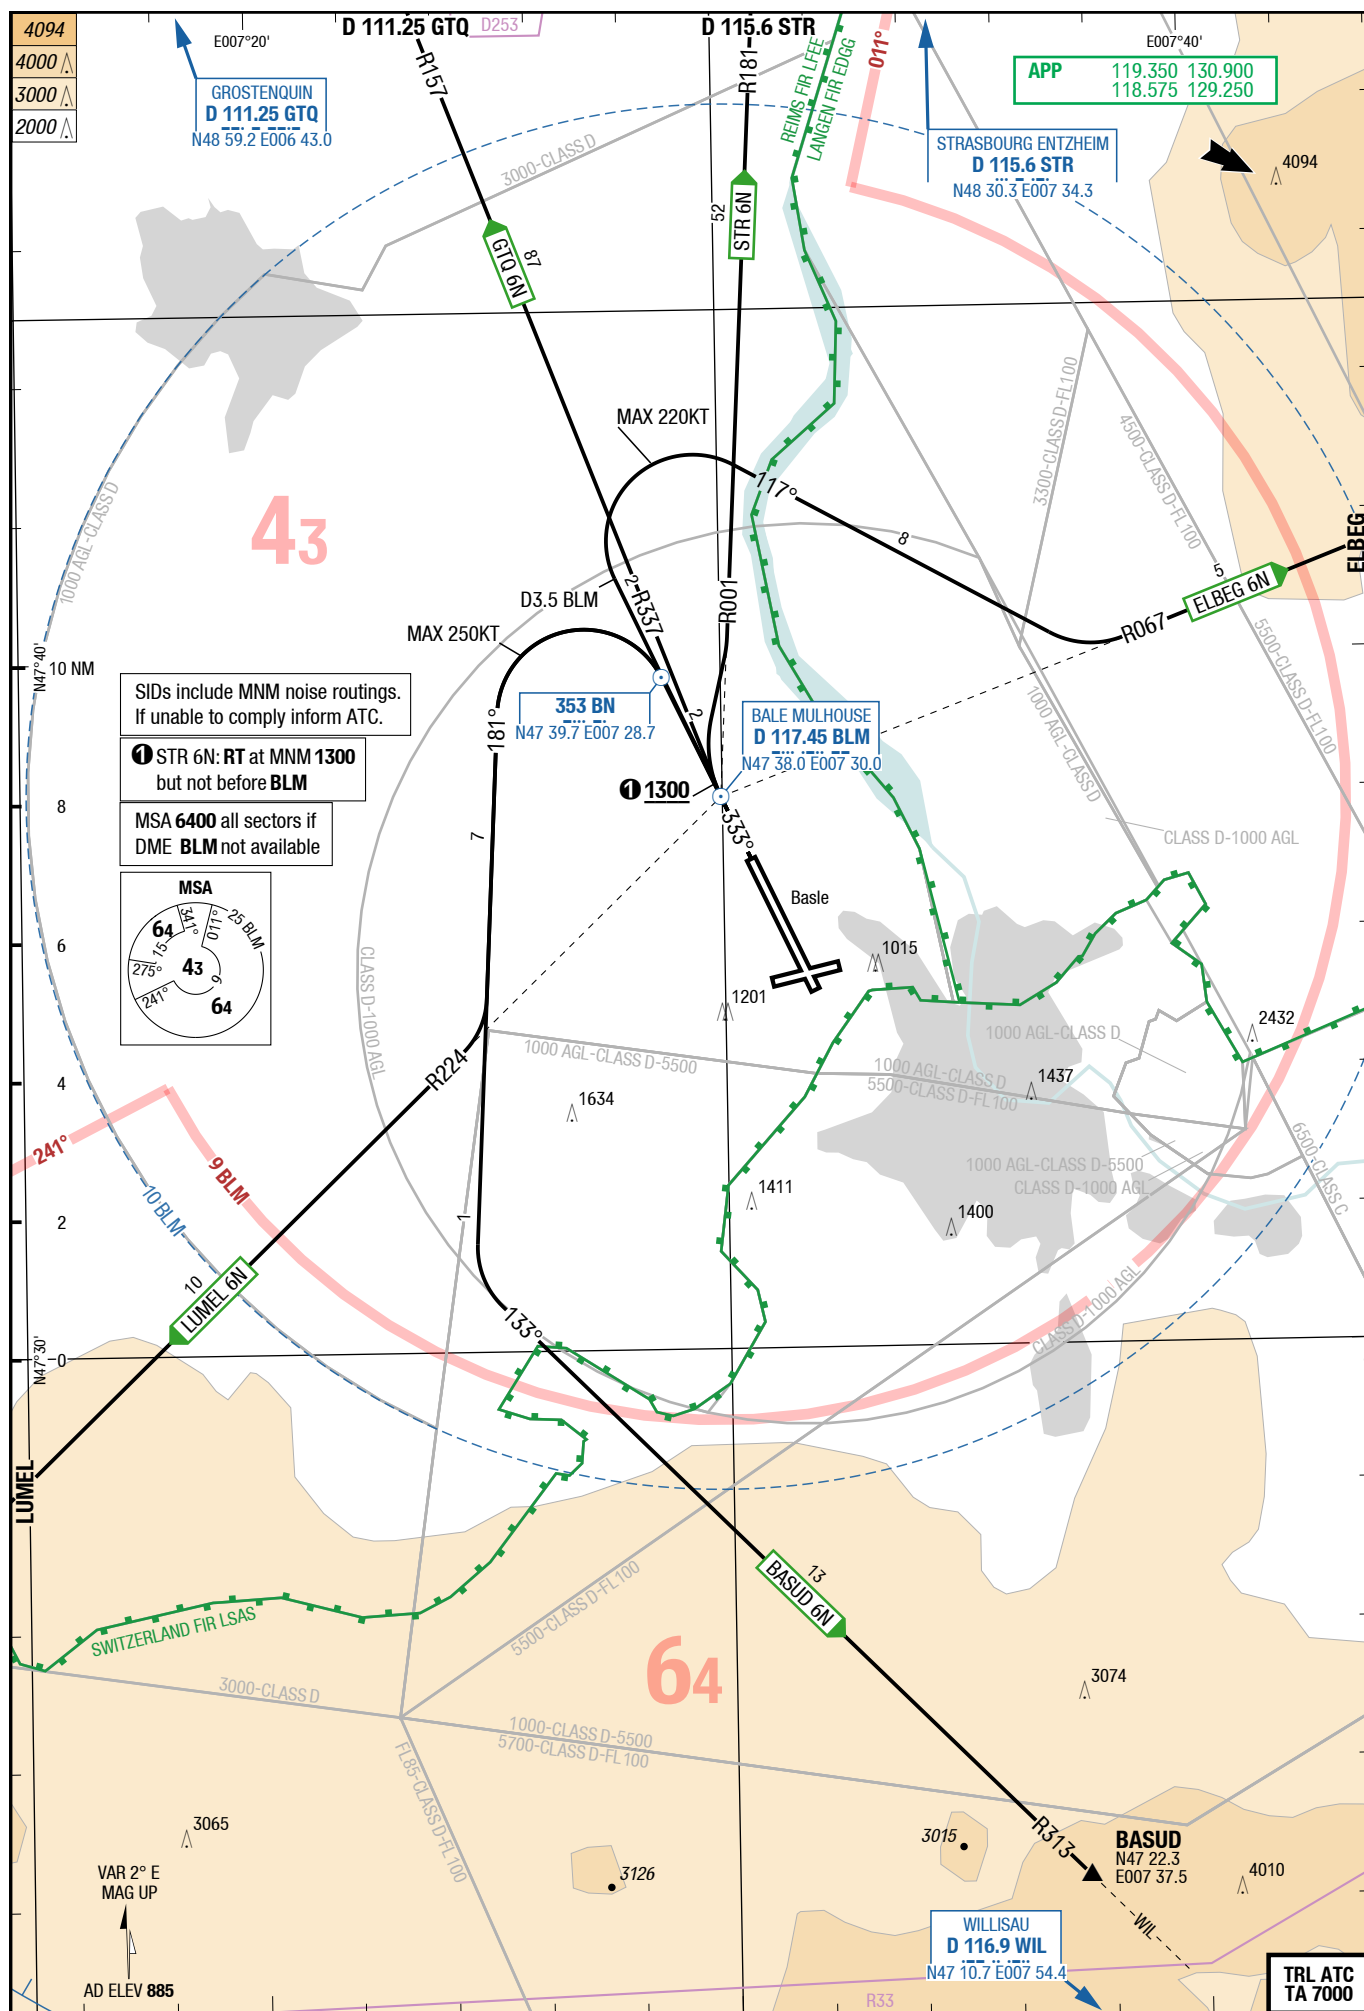 4094
4000
3000
2000
E007°20'
D 111.25 GTQ
D253
D 115.6 STR
E007°40'
R157
R181
REIMS FIR LFEE
LANGEN FIR EDGG
011°
APP 119.350 130.900
118.575 129.250
GROSTENQUIN
D 111.25 GTQ
N48 59.2 E006 43.0
STRASBOURG ENTZHEIM
D 115.6 STR
N48 30.3 E007 34.3
3000-CLASS D
4094
52
STR 6N
87
GTQ 6N
MAX 220KT
3300-CLASS D-FL100
4500-CLASS D-FL100
117°
43
1000 AGL-CLASS D
8
ELBEG
5
ELBEG 6N
D3.5 BLM
2
R337
R001
R067
MAX 250KT
5500-CLASS D-FL100
N47°40'
10 NM
1000 AGL-CLASS D
SIDs include MNM noise routings.
If unable to comply inform ATC.
353 BN
N47 39.7 E007 28.7
BALE MULHOUSE
D 117.45 BLM
N47 38.0 E007 30.0
181°
2
1 STR 6N: RT at MNM 1300
but not before BLM
1 1300
8
333°
MSA 6400 all sectors if
DME BLM not available
7
CLASS D-1000 AGL
MSA
341°
011°
25 BLM
64
15
275°
43
9
241°
64
Basle
6
1015
CLASS D-1000 AGL
1201
2432
1000 AGL-CLASS D-5500
1000 AGL-CLASS D
1000 AGL-CLASS D
5500-CLASS D-FL100
1437
R224
4
1634
241°
9 BLM
10 BLM
1000 AGL-CLASS D-5500
CLASS D-1000 AGL
6500-CLASS C
1411
1400
2
1
10
LUMEL 6N
133°
CLASS D-1000 AGL
N47°30'
0
LUMEL
13
BASUD 6N
5500-CLASS D-FL100
SWITZERLAND FIR LSAS
64
3000-CLASS D
1000-CLASS D-5500
5700-CLASS D-FL100
FL85-CLASS D-FL100
3074
3065
3015
R313
BASUD
N47 22.3
E007 37.5
3126
4010
VAR 2° E
MAG UP
WIL
WILLISAU
D 116.9 WIL
N47 10.7 E007 54.4
AD ELEV 885
R33
TRL ATC
TA 7000